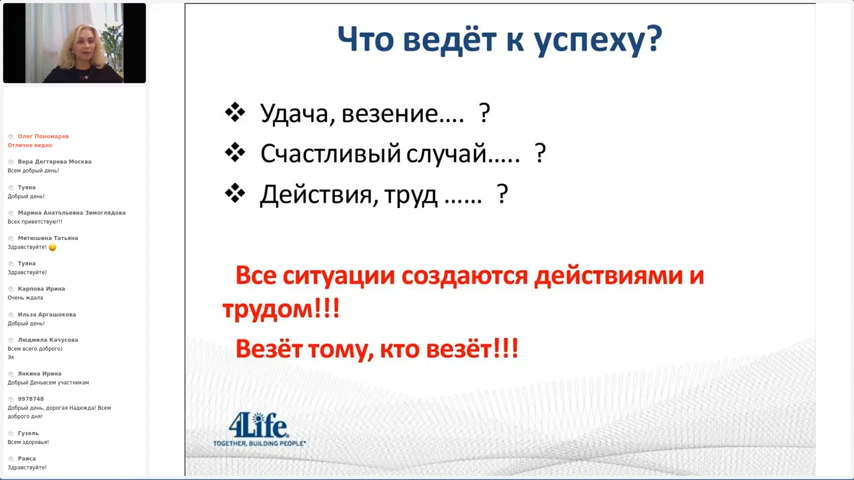 Что ведёт к успеху?
Удача, везение.... ?
Счастливый случай..... ?
Действия, труд ...... ?
Все ситуации создаются действиями и
трудом!!!
Везёт тому, кто везёт!!!
4Life
TOGETHER, BUILDING PEOPLE
Олег Пономарев
Отлично видно
Вера Дегтярева Москва
Всем добрый день!
Туяна
Добрый день!
Марина Анатольевна Зимоглядова
Всех приветствую!!!
Митюшина Татьяна
Здравствуйте! 😀
Туяна
Здравствуйте)
Карпова Ирина
Очень ждала
Ильза Аргашокова
Добрый день!
Людмила Качусова
Всем всего доброго)
Эх
Янкина Ирина
Добрый Деньвсем участникам
9978748
Добрый день, дорогая Надежда! Всем
доброго дня!
Гузель
Всем здоровья!
Раиса
Здравствуйте!